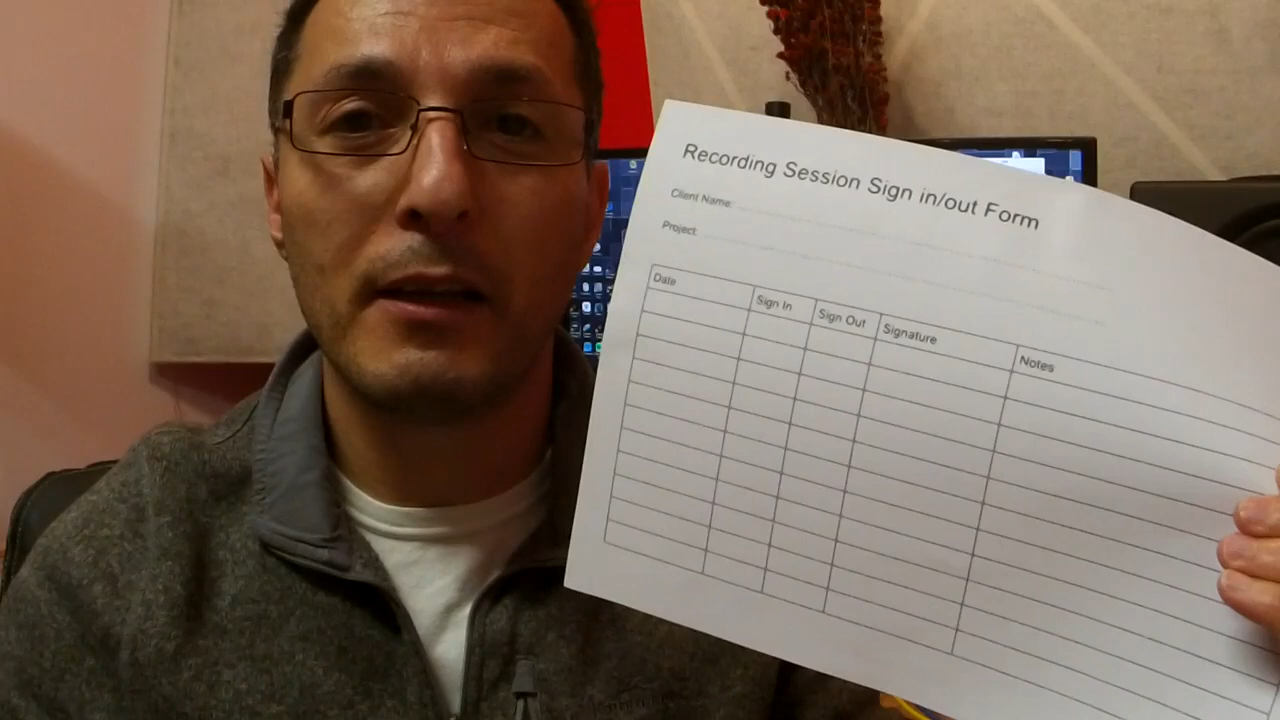 Recording Session Sign in/out Form
Client Name:
Project:
Date Sign In Sign Out Signature Notes